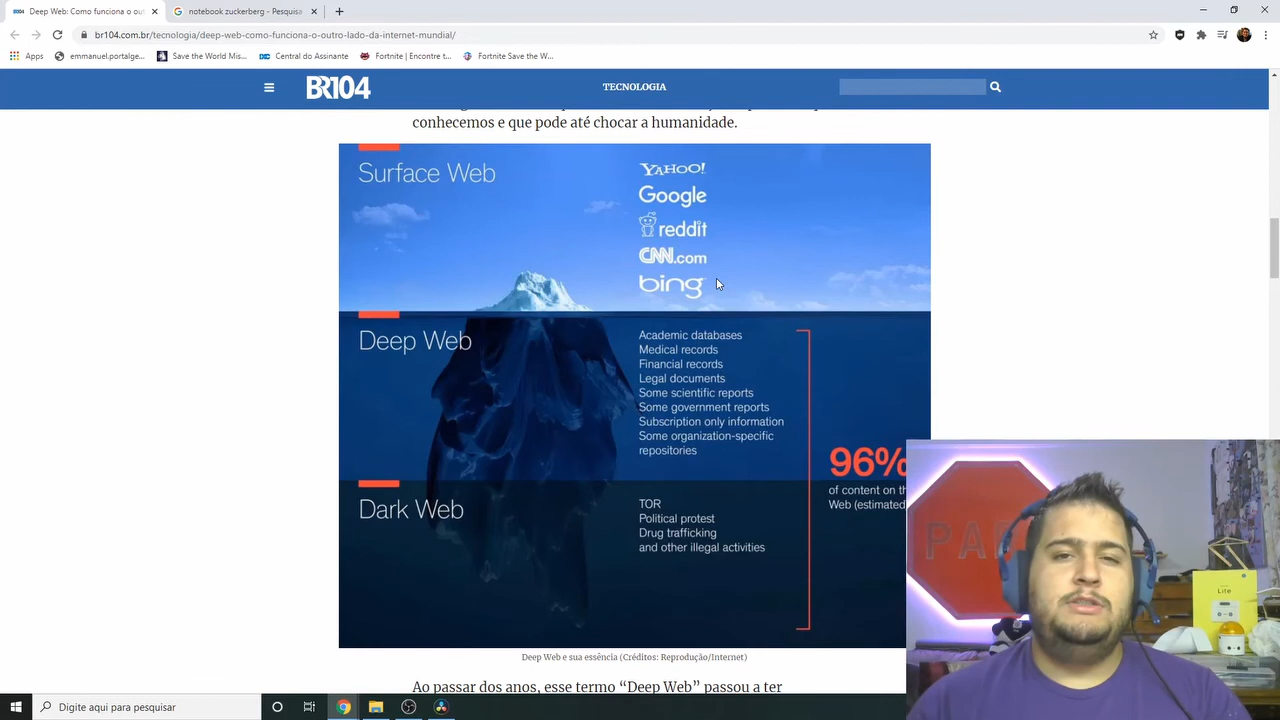 Deep Web: Como funciona o out
notebook zuckerberg - Pesquisa
br104.com.br/tecnologia/deep-web-como-funciona-o-outro-lado-da-internet-mundial/
Apps
emmanuel.portalge...
Save the World Mis...
Central do Assinante
Fortnite | Encontre t...
Fortnite Save the W...
BR104
TECNOLOGIA
conhecemos e que pode até chocar a humanidade.
Surface Web
YAHOO!
Google
reddit
CNN.com
bing
Deep Web
Academic databases
Medical records
Financial records
Legal documents
Some scientific reports
Some government reports
Subscription only information
Some organization-specific
repositories
96%
of content on th
Web (estimated
Dark Web
TOR
Political protest
Drug trafficking
and other illegal activities
Deep Web e sua essência (Créditos: Reprodução/Internet)
Ao passar dos anos, esse termo “Deep Web” passou a ter
PA
Lite
Digite aqui para pesquisar